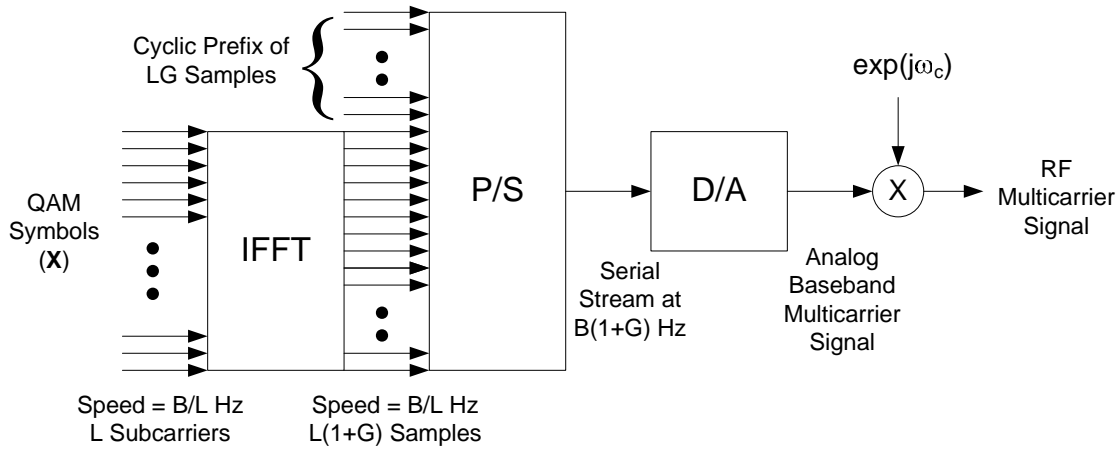 Cyclic Prefix of
LG Samples
{
exp(jω_c)
QAM
Symbols
(X)
IFFT
P/S
D/A
X
RF
Multicarrier
Signal
Serial
Stream at
B(1+G) Hz
Analog
Baseband
Multicarrier
Signal
Speed = B/L Hz
L Subcarriers
Speed = B/L Hz
L(1+G) Samples